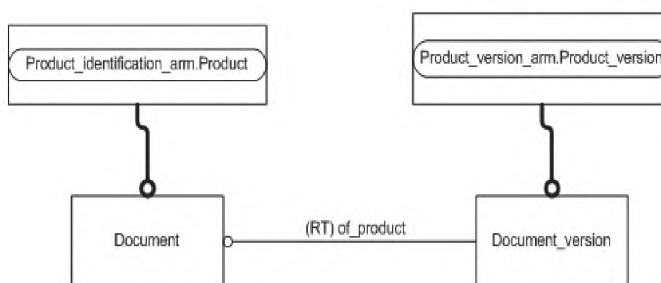 Product_identification_arm.Product
Product_version_arm.Product_version
(RT) of_product
Document
Document_version